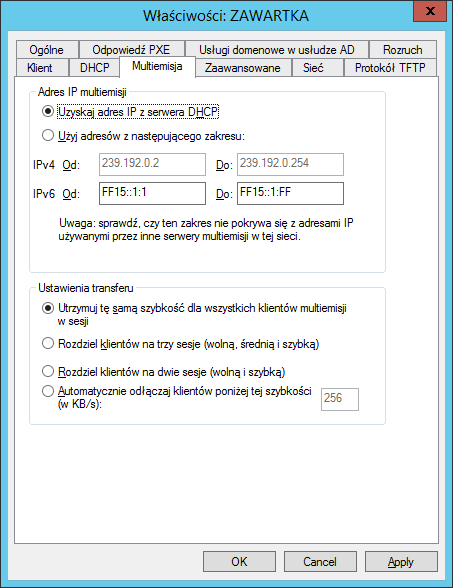 Właściwości: ZAWARTKA
x
Ogólne Odpowiedź PXE Usługi domenowe w usłudze AD Rozruch
Klient DHCP Multiemisja Zaawansowane Sieć Protokół TFTP
Adres IP multiemisji
Uzyskaj adres IP z serwera DHCP
Użyj adresów z następującego zakresu:
IPv4 Od: 239.192.0.2 Do: 239.192.0.254
IPv6 Od: FF15::1:1 Do: FF15::1:FF
Uwaga: sprawdź, czy ten zakres nie pokrywa się z adresami IP
używanymi przez inne serwery multiemisji w tej sieci.
Ustawienia transferu
Utrzymuj tę samą szybkość dla wszystkich klientów multiemisji
w sesji
Rozdziel klientów na trzy sesje (wolną, średnią i szybką)
Rozdziel klientów na dwie sesje (wolną i szybką)
Automatycznie odłączaj klientów poniżej tej szybkości
(w KB/s): 256
OK Cancel Apply